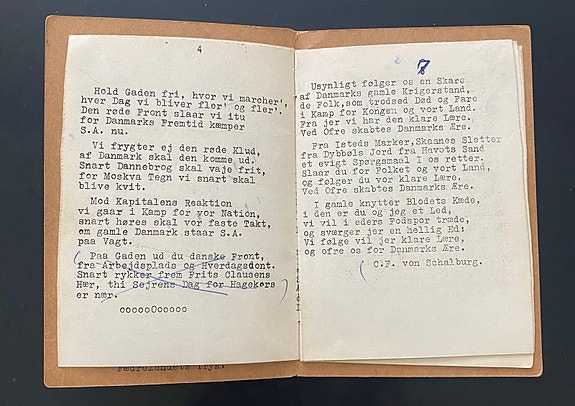 4
Hold Gaden fri, hvor vi marcher',
hver Dag vi bliver fler' og fler'.
Den røde Front slaar vi itu
for Danmarks Fremtid kæmper
S.A. nu.
Vi frygter ej den røde Klud,
af Danmark skal den komme ud.
Snart Dannebrog skal vaje frit,
for Moskva Tegn vi snart skal
blive kvit.
Mod Kapitalens Reaktion
vi gaar i Kamp for vor Nation,
snart høres skal vor faste Takt,
om gamle Danmark staar S.A.
paa Vagt.
( Paa Gaden ud du danske Front,
fra Arbejdsplads og Hverdagsdont.
Snart rykker frem Frits Clausens
Hær, thi Sejrens Dag for Hagekors
er nær. )
oooooOooooo
Fædrelandets
7
Usynligt følger os en Skare
af Danmarks gamle Krigerstand,
de Folk,som trodsed Død og Fare
i Kamp for Kongen og vort Land.
Fra jer vi har den klare Lære.
Ved Ofre skabtes Danmarks Ære.
Fra Isteds Marker,Skaanes Sletter
fra Dybbøls Jord fra Havets Sand
et evigt Spørgsmaal I os retter.
Slaar du for Folket og vort Land,
og følger du vor klare Lære.
Ved Ofre skabtes Danmarks Ære.
I gamle knytter Blodets Kæde,
i den er du og jeg et Led,
vi vil i eders Fodspor træde,
og sværger jer en hellig Ed:
Vi følge vil jer klare Lære,
og ofre os for Danmarks Ære.
( C.F. von Schalburg.